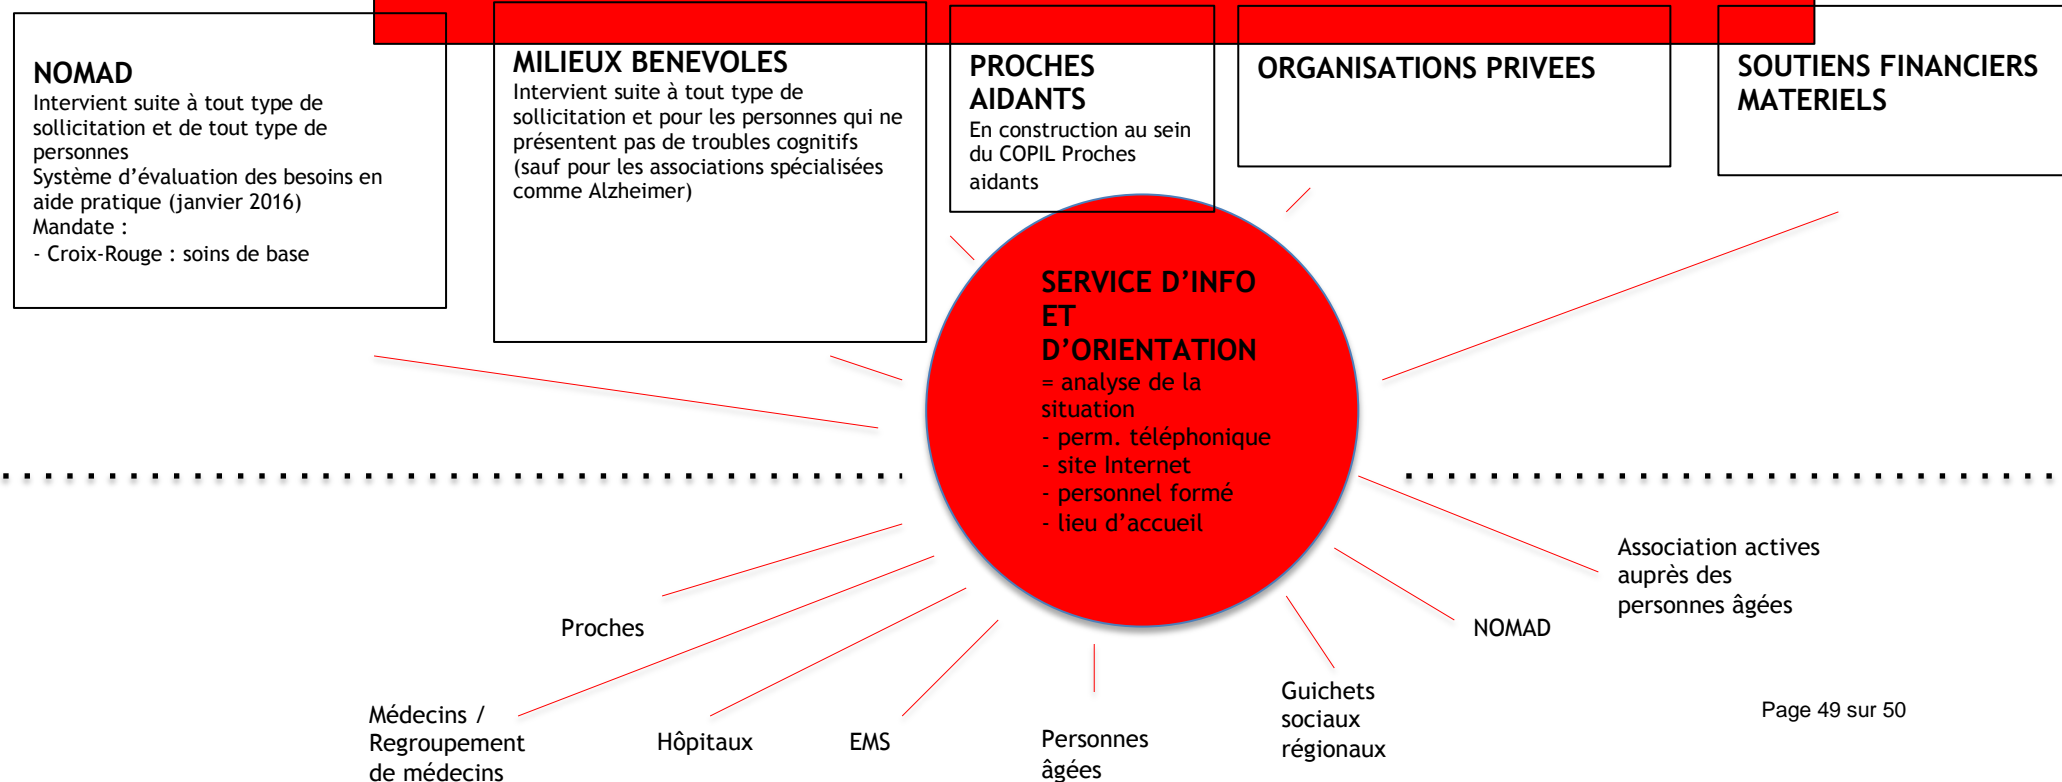 NOMAD
Intervient suite à tout type de
sollicitation et de tout type de
personnes
Système d’évaluation des besoins en
aide pratique (janvier 2016)
Mandate :
- Croix-Rouge : soins de base
MILIEUX BENEVOLES
Intervient suite à tout type de
sollicitation et pour les personnes qui ne
présentent pas de troubles cognitifs
(sauf pour les associations spécialisées
comme Alzheimer)
PROCHES
AIDANTS
En construction au sein
du COPIL Proches
aidants
ORGANISATIONS PRIVEES
SOUTIENS FINANCIERS
MATERIELS
SERVICE D’INFO
ET
D’ORIENTATION
= analyse de la
situation
- perm. téléphonique
- site Internet
- personnel formé
- lieu d’accueil
Proches
Médecins /
Regroupement
de médecins
Hôpitaux
EMS
Personnes
âgées
Guichets
sociaux
régionaux
NOMAD
Association actives
auprès des
personnes âgées
Page 49 sur 50